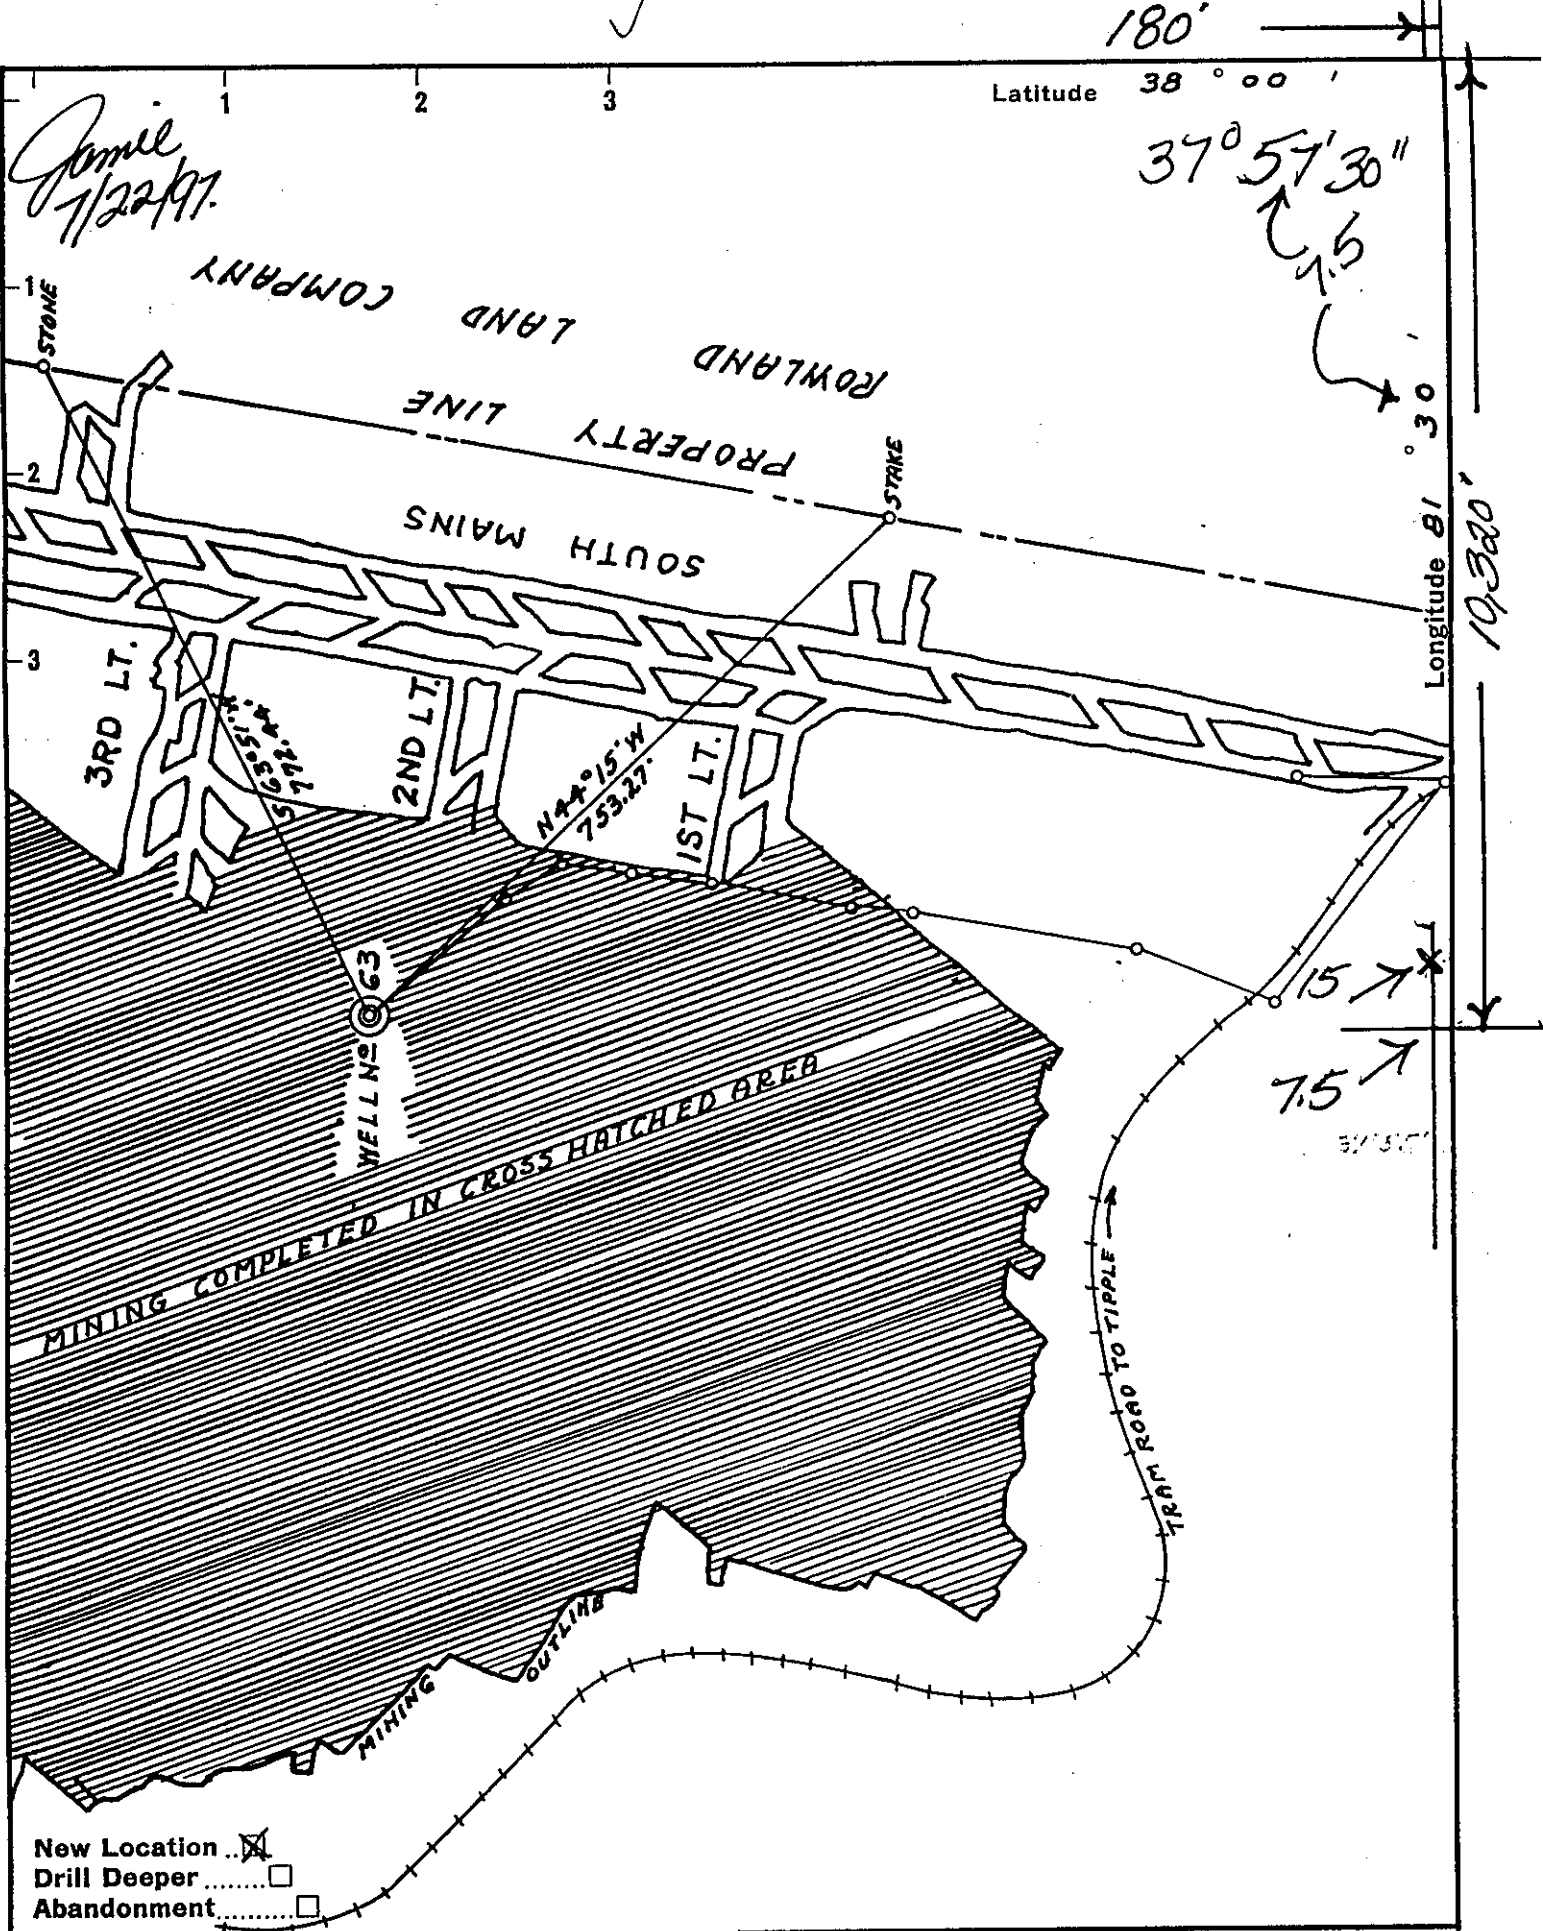 180'
1 2 3
Latitude 38° 00'
Jamie
7/22/97.
37° 57' 30"
7.5
1
STONE
ROWLAND LAND COMPANY
PROPERTY LINE
STAKE
2
SOUTH MAINS
Longitude 81° 30'
10,320'
3
3RD LT.
2ND LT.
1ST LT.
S 63°51' W
N 44°15' W
753.27'
WELL Nº 63
15
7.5
MINING COMPLETED IN CROSS HATCHED AREA
TRAM ROAD TO TIPPLE
MINING OUTLINE
New Location
Drill Deeper
Abandonment